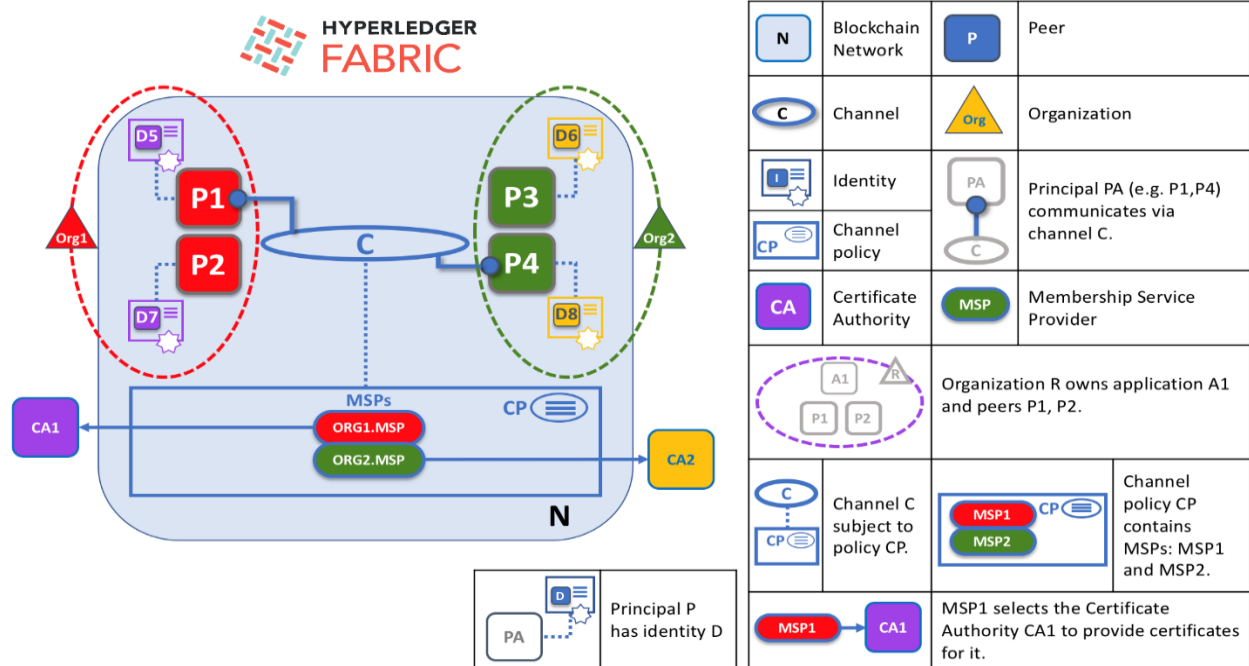 HYPERLEDGER
FABRIC
D5
D6
P1
P3
Org1
C
Org2
P2
P4
D7
D8
MSPs
CP
CA1
ORG1.MSP
ORG2.MSP
CA2
N
D
PA
Principal P
has identity D
N
Blockchain
Network
P
Peer
C
Channel
Org
Organization
I
Identity
PA
C
Principal PA (e.g. P1,P4)
communicates via
channel C.
CP
Channel
policy
CA
Certificate
Authority
MSP
Membership Service
Provider
A1
R
P1
P2
Organization R owns application A1
and peers P1, P2.
C
CP
Channel C
subject to
policy CP.
MSP1
MSP2
CP
Channel
policy CP
contains
MSPs: MSP1
and MSP2.
MSP1
CA1
MSP1 selects the Certificate
Authority CA1 to provide certificates
for it.